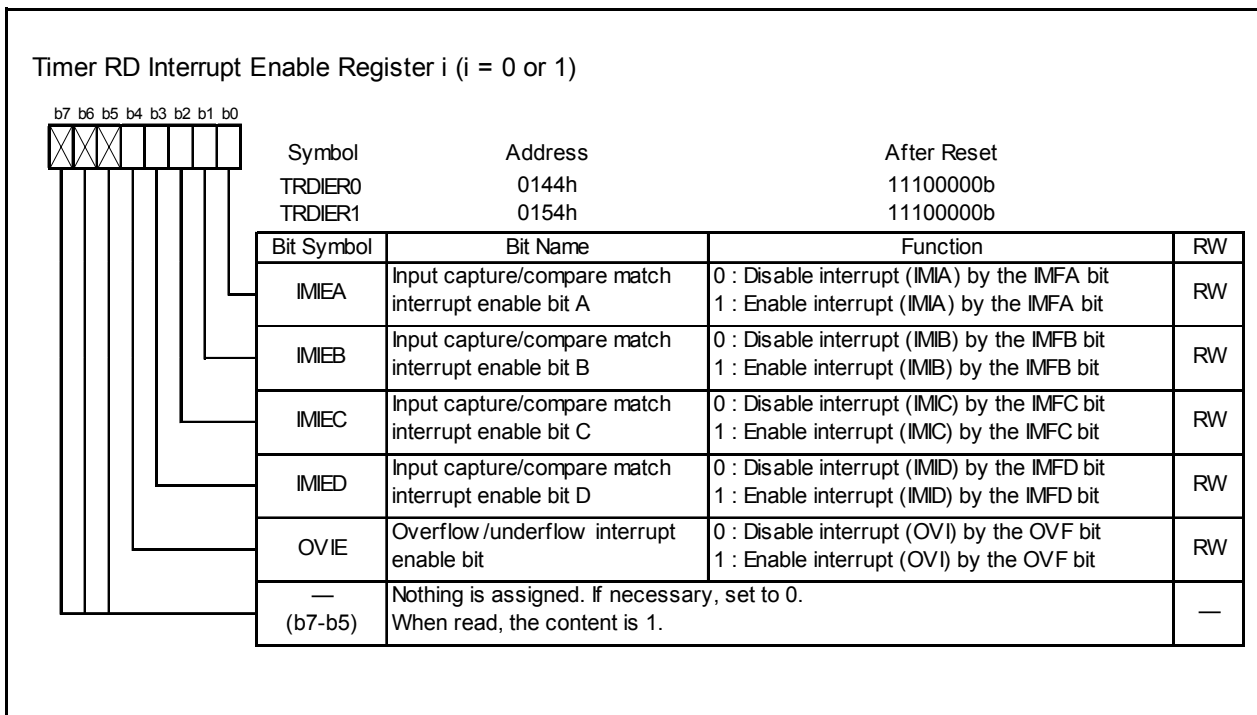 Timer RD Interrupt Enable Register i (i = 0 or 1)
b7 b6 b5 b4 b3 b2 b1 b0
Symbol Address After Reset
TRDIER0 0144h 11100000b
TRDIER1 0154h 11100000b
Bit Symbol Bit Name Function RW
IMIEA Input capture/compare match interrupt enable bit A 0 : Disable interrupt (IMIA) by the IMFA bit
1 : Enable interrupt (IMIA) by the IMFA bit RW
IMIEB Input capture/compare match interrupt enable bit B 0 : Disable interrupt (IMIB) by the IMFB bit
1 : Enable interrupt (IMIB) by the IMFB bit RW
IMIEC Input capture/compare match interrupt enable bit C 0 : Disable interrupt (IMIC) by the IMFC bit
1 : Enable interrupt (IMIC) by the IMFC bit RW
IMIED Input capture/compare match interrupt enable bit D 0 : Disable interrupt (IMID) by the IMFD bit
1 : Enable interrupt (IMID) by the IMFD bit RW
OVIE Overflow/underflow interrupt enable bit 0 : Disable interrupt (OVI) by the OVF bit
1 : Enable interrupt (OVI) by the OVF bit RW
— (b7-b5) Nothing is assigned. If necessary, set to 0.
When read, the content is 1. —